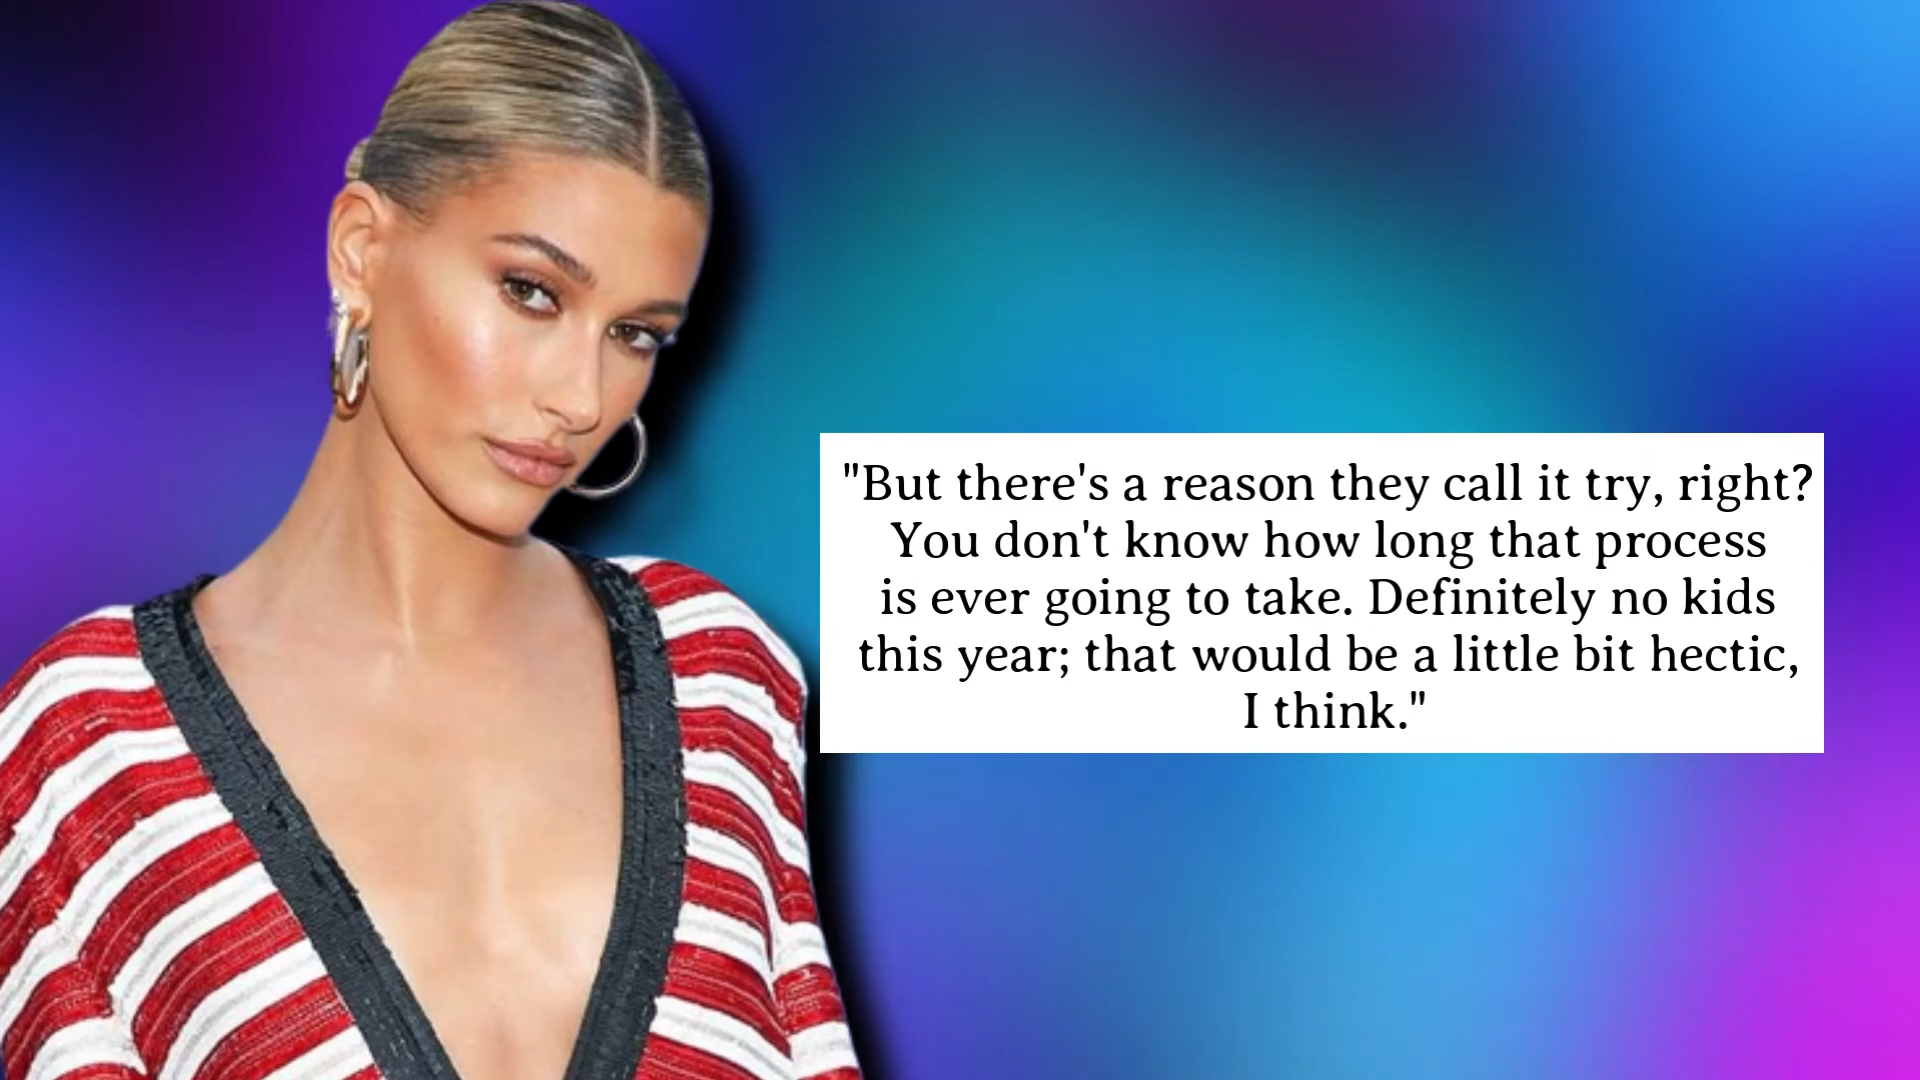 "But there's a reason they call it try, right?
You don't know how long that process
is ever going to take. Definitely no kids
this year; that would be a little bit hectic,
I think."